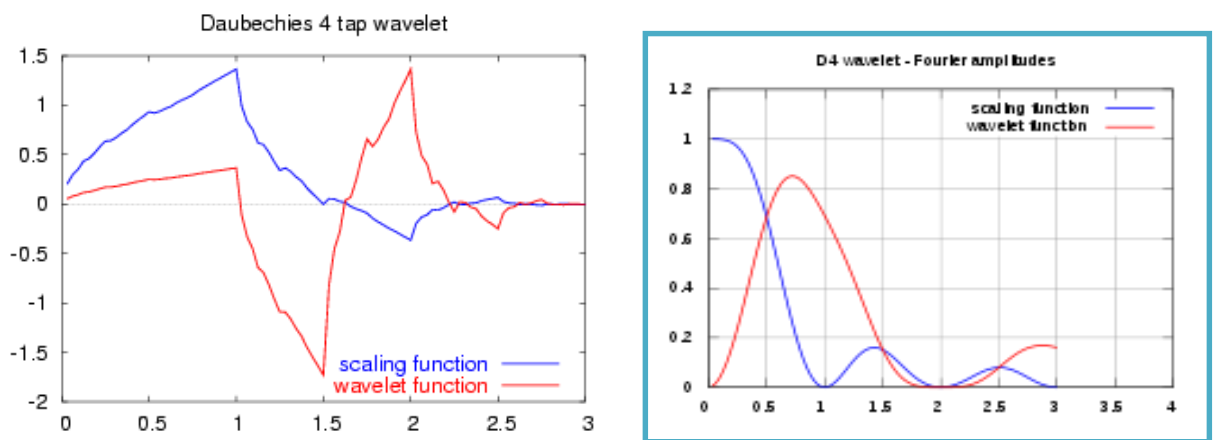 Daubechies 4 tap wavelet
1.5
1
0.5
0
-0.5
-1
-1.5
-2
scaling function
wavelet function
0 0.5 1 1.5 2 2.5 3
D4 wavelet - Fourier amplitudes
1.2
1
0.8
0.6
0.4
0.2
0
scaling function
wavelet function
0 0.5 1 1.5 2 2.5 3 3.5 4